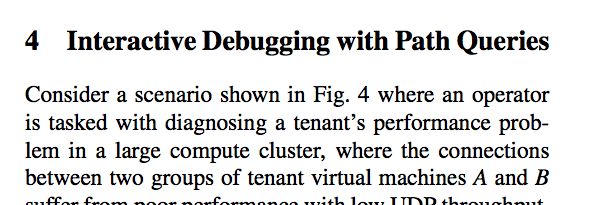 4 Interactive Debugging with Path Queries
Consider a scenario shown in Fig. 4 where an operator
is tasked with diagnosing a tenant's performance prob-
lem in a large compute cluster, where the connections
between two groups of tenant virtual machines A and B
suffer from poor performance with low UDP throughput.